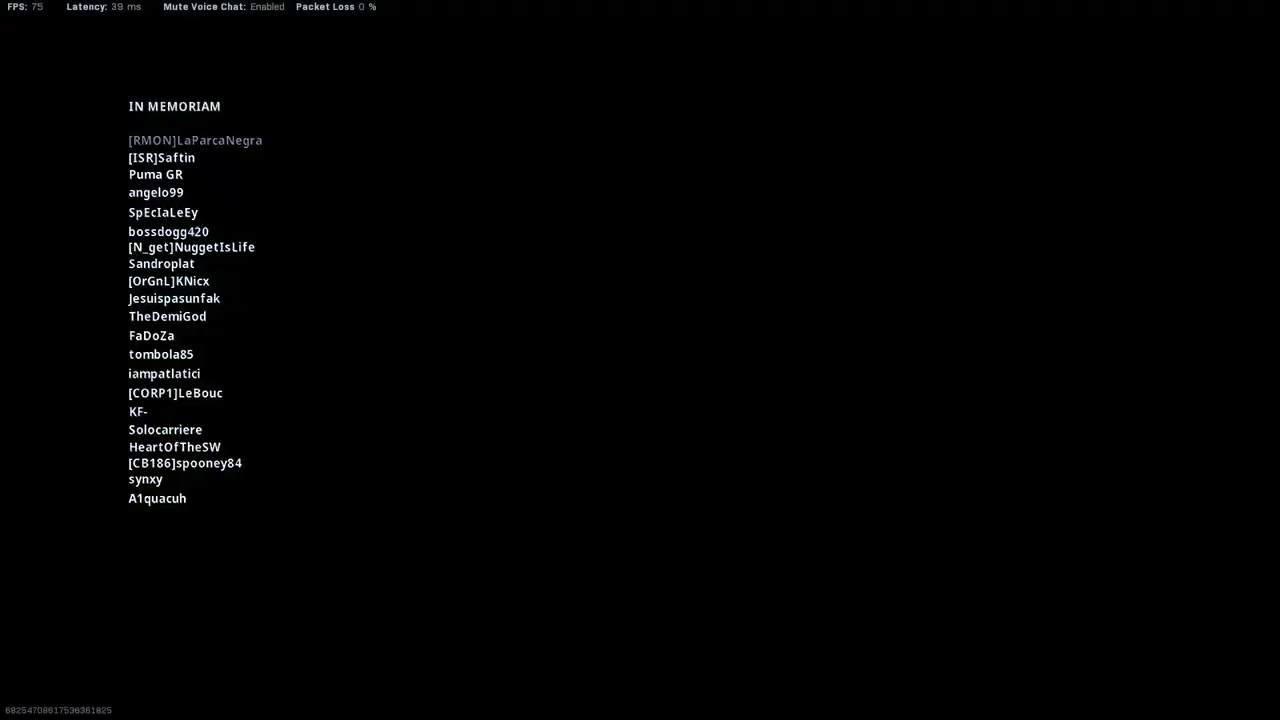 FPS: 75 Latency: 39 ms Mute Voice Chat: Enabled Packet Loss 0 %
IN MEMORIAM
[RMON]LaParcaNegra
[ISR]Saftin
Puma GR
angelo99
SpEcIaLeEy
bossdogg420
[N_get]NuggetIsLife
Sandroplat
[OrGnL]KNicx
Jesuispasunfak
TheDemiGod
FaDoZa
tombola85
iampatlatici
[CORP1]LeBouc
KF-
Solocarriere
HeartOfTheSW
[CB186]spooney84
synxy
A1quacuh
68254708617536361825